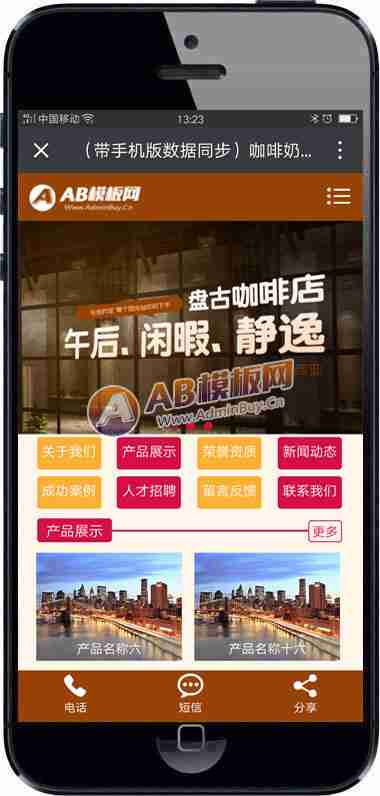 中国移动
13:23
（带手机版数据同步）咖啡奶...
AB模板网
Www.AdminBuy.Cn
盘古咖啡店
午后、闲暇、静逸
AB模板网
Www.AdminBuy.Cn
关于我们 产品展示 荣誉资质 新闻动态
成功案例 人才招聘 留言反馈 联系我们
产品展示 更多
产品名称六 产品名称十六
电话 短信 分享